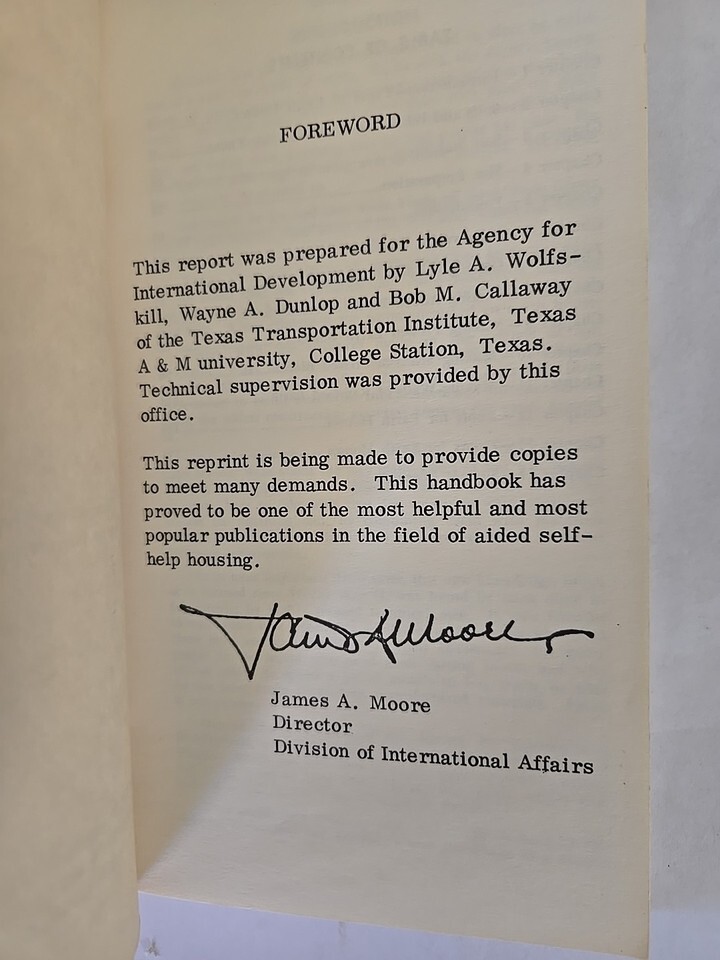 FOREWORD
This report was prepared for the Agency for
International Development by Lyle A. Wolfs-
kill, Wayne A. Dunlop and Bob M. Callaway
of the Texas Transportation Institute, Texas
A & M university, College Station, Texas.
Technical supervision was provided by this
office.
This reprint is being made to provide copies
to meet many demands. This handbook has
proved to be one of the most helpful and most
popular publications in the field of aided self-
help housing.
James A Moore
James A. Moore
Director
Division of International Affairs